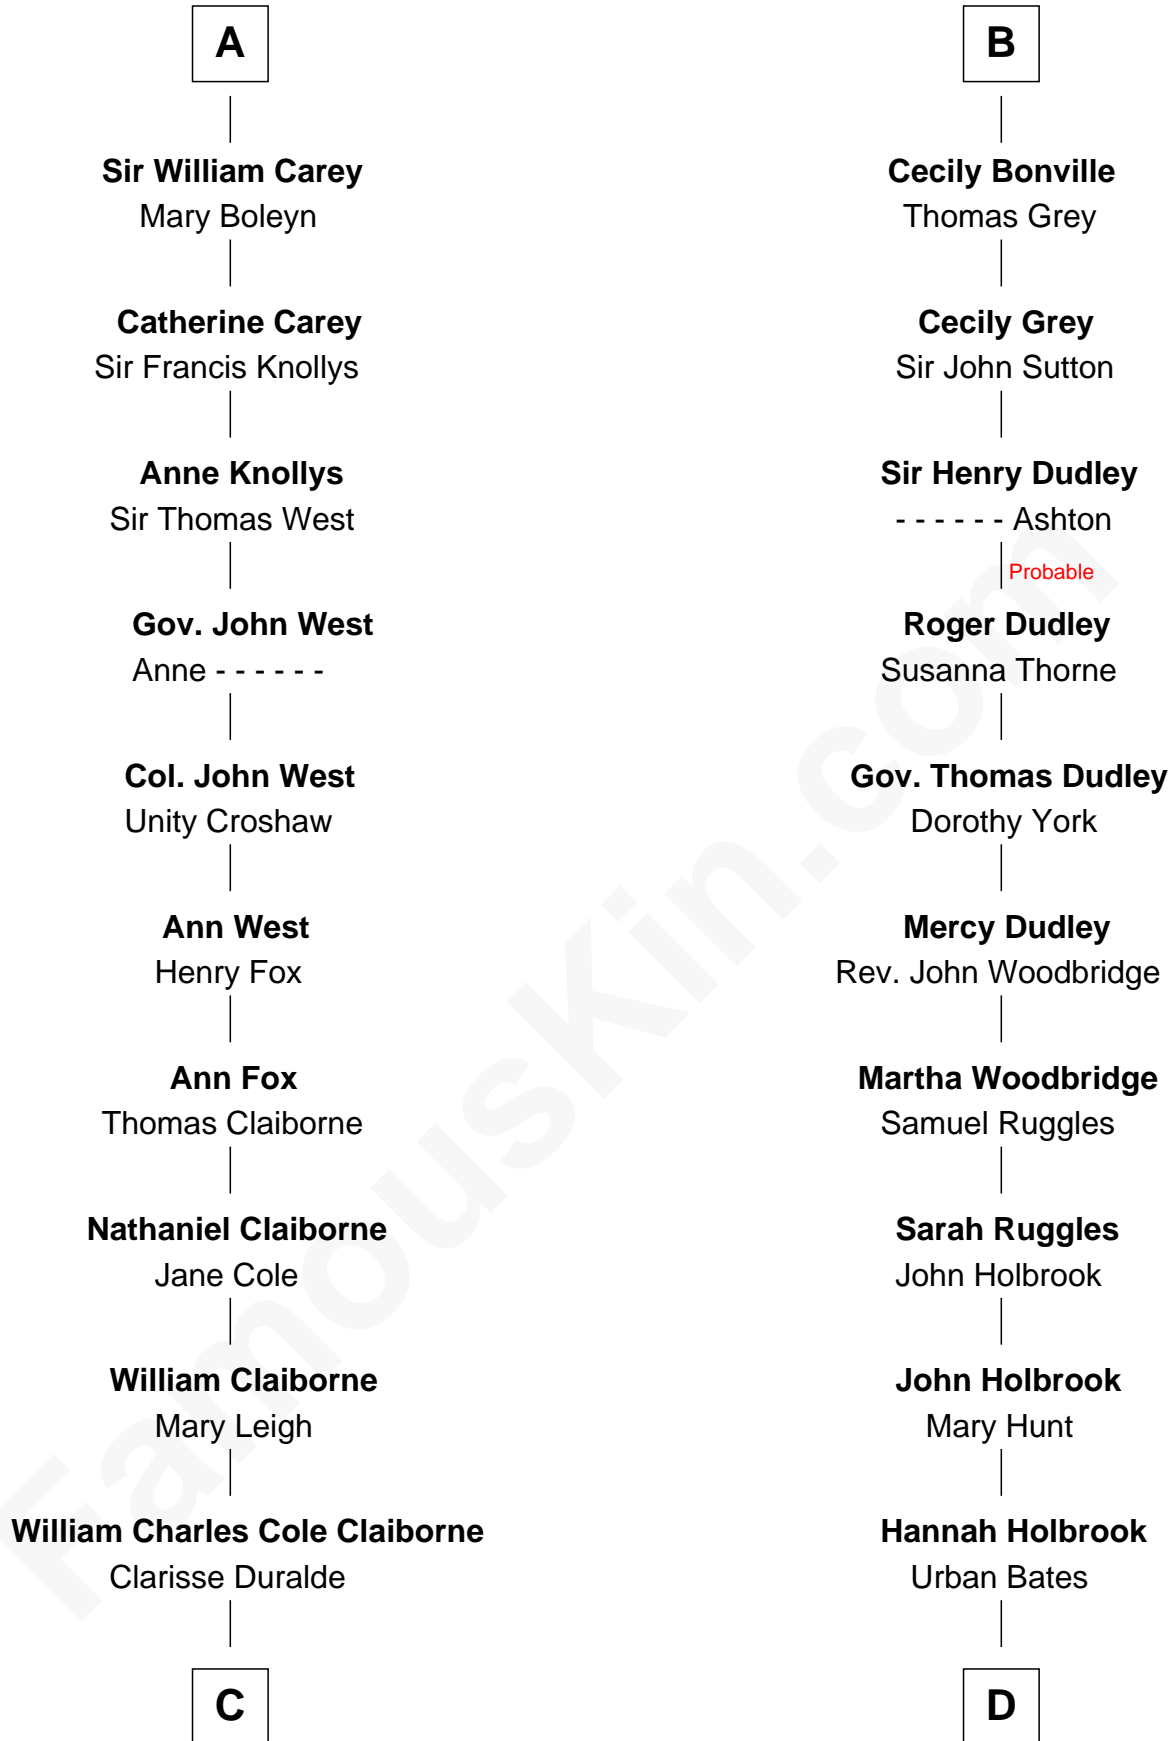 A
Sir William Carey
Mary Boleyn
Catherine Carey
Sir Francis Knollys
Anne Knollys
Sir Thomas West
Gov. John West
Anne - - - - - -
Col. John West
Unity Croshaw
Ann West
Henry Fox
Ann Fox
Thomas Claiborne
Nathaniel Claiborne
Jane Cole
William Claiborne
Mary Leigh
William Charles Cole Claiborne
Clarisse Duralde
C
B
Cecily Bonville
Thomas Grey
Cecily Grey
Sir John Sutton
Sir Henry Dudley
- - - - - - Ashton
Probable
Roger Dudley
Susanna Thorne
Gov. Thomas Dudley
Dorothy York
Mercy Dudley
Rev. John Woodbridge
Martha Woodbridge
Samuel Ruggles
Sarah Ruggles
John Holbrook
John Holbrook
Mary Hunt
Hannah Holbrook
Urban Bates
D
FamousKin.com